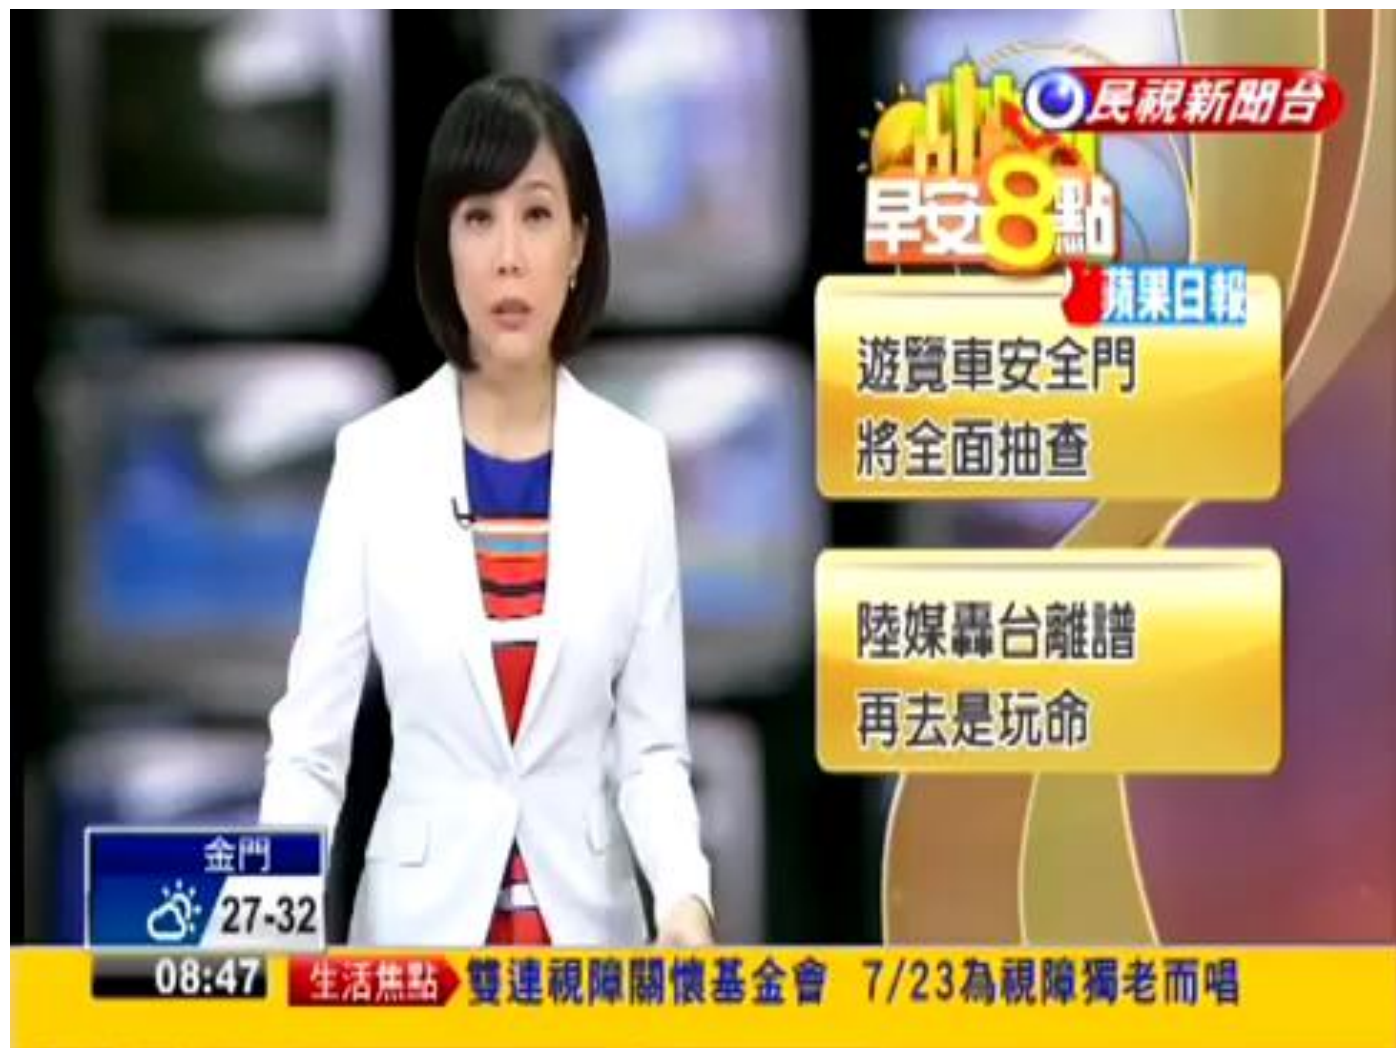 民視新聞台
早安8點
蘋果日報
遊覽車安全門
將全面抽查
陸媒轟台離譜
再去是玩命
金門
27-32
08:47
生活焦點
雙連視障關懷基金會 7/23為視障獨老而唱